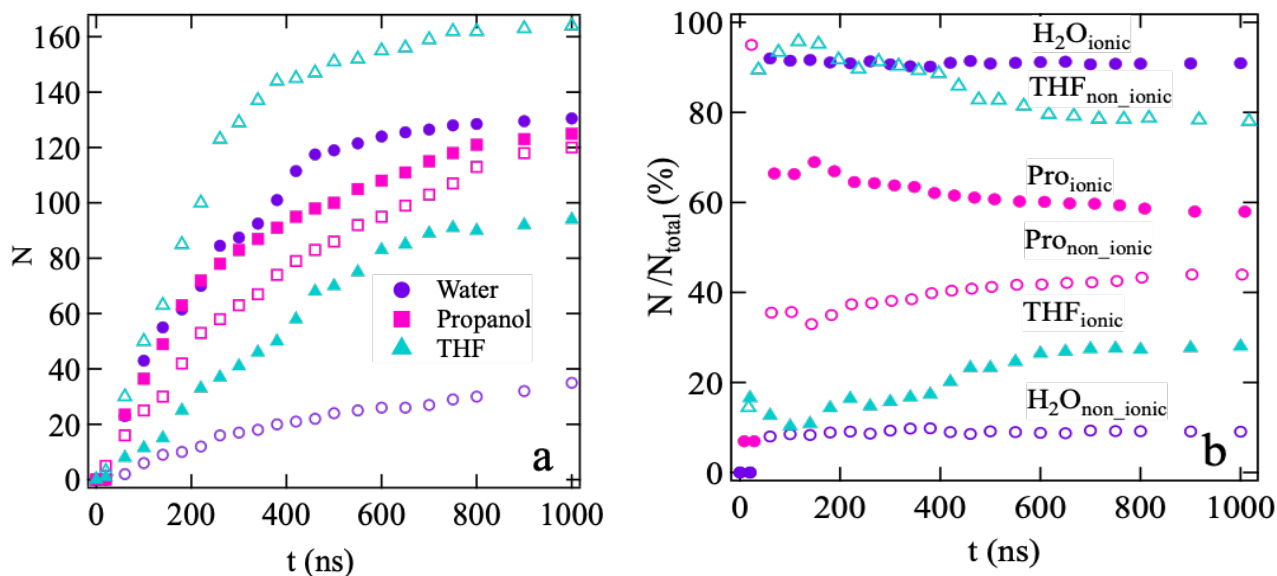 160
140
120
100
80
60
40
20
0
N
Water
Propanol
THF
a
0
200
400
600
800
1000
t (ns)
100
80
60
40
20
0
N/N_total (%)
H₂O_ionic
THF_non_ionic
Pro_ionic
Pro_non_ionic
THF_ionic
H₂O_non_ionic
b
0
200
400
600
800
1000
t (ns)